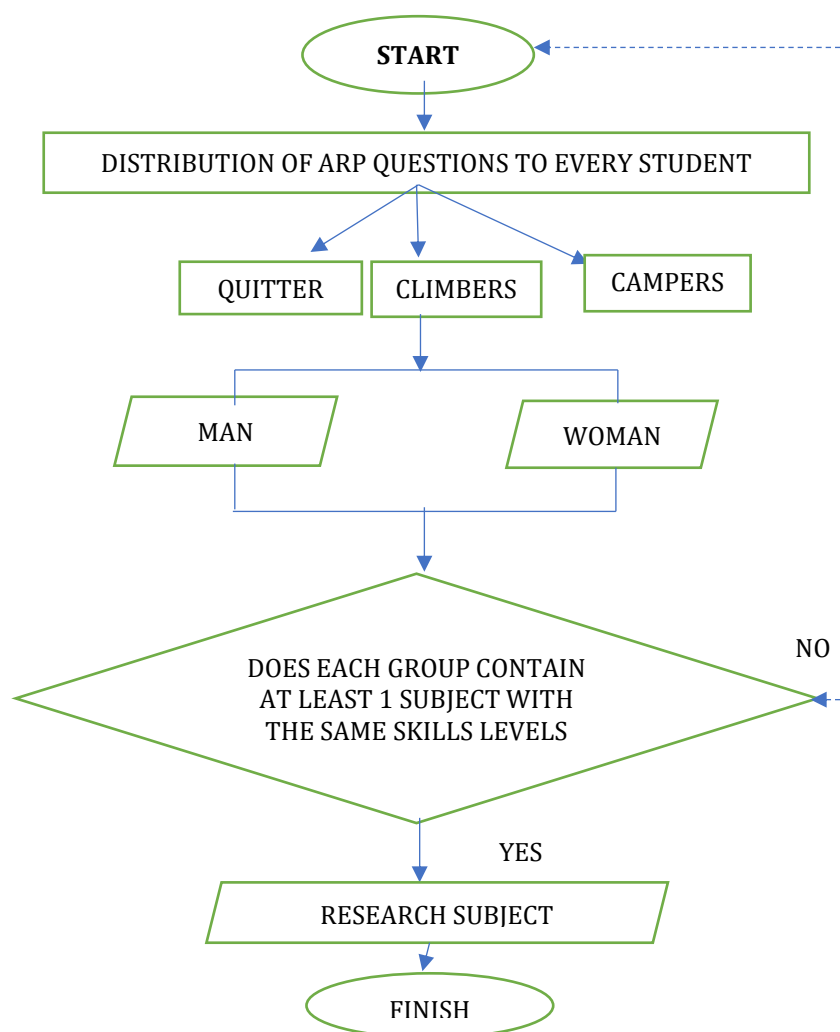 START
DISTRIBUTION OF ARP QUESTIONS TO EVERY STUDENT
QUITTER
CLIMBERS
CAMPERS
MAN
WOMAN
NO
DOES EACH GROUP CONTAIN
AT LEAST 1 SUBJECT WITH
THE SAME SKILLS LEVELS
YES
RESEARCH SUBJECT
FINISH